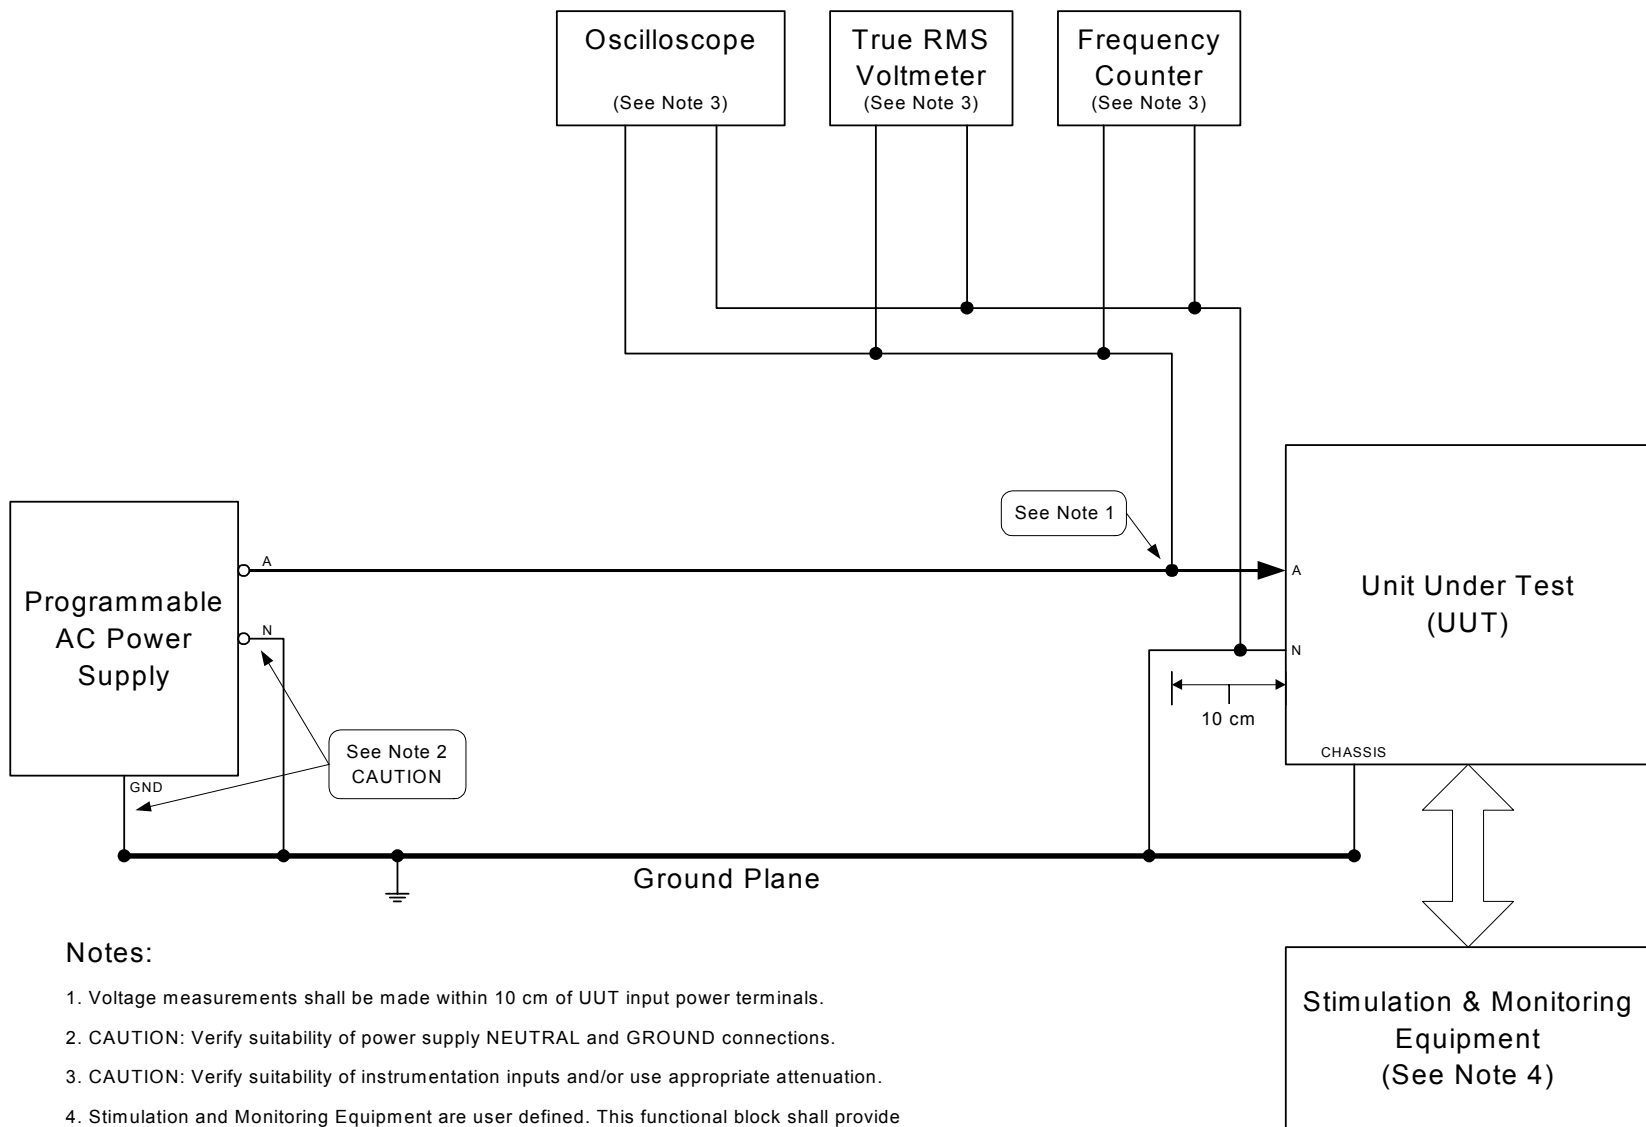 Oscilloscope
(See Note 3)
True RMS
Voltmeter
(See Note 3)
Frequency
Counter
(See Note 3)
See Note 1
Programmable
AC Power
Supply
A
N
GND
See Note 2
CAUTION
A
N
Unit Under Test
(UUT)
10 cm
CHASSIS
Ground Plane
Notes:
1. Voltage measurements shall be made within 10 cm of UUT input power terminals.
2. CAUTION: Verify suitability of power supply NEUTRAL and GROUND connections.
3. CAUTION: Verify suitability of instrumentation inputs and/or use appropriate attenuation.
4. Stimulation and Monitoring Equipment are user defined. This functional block shall provide
Stimulation & Monitoring
Equipment
(See Note 4)